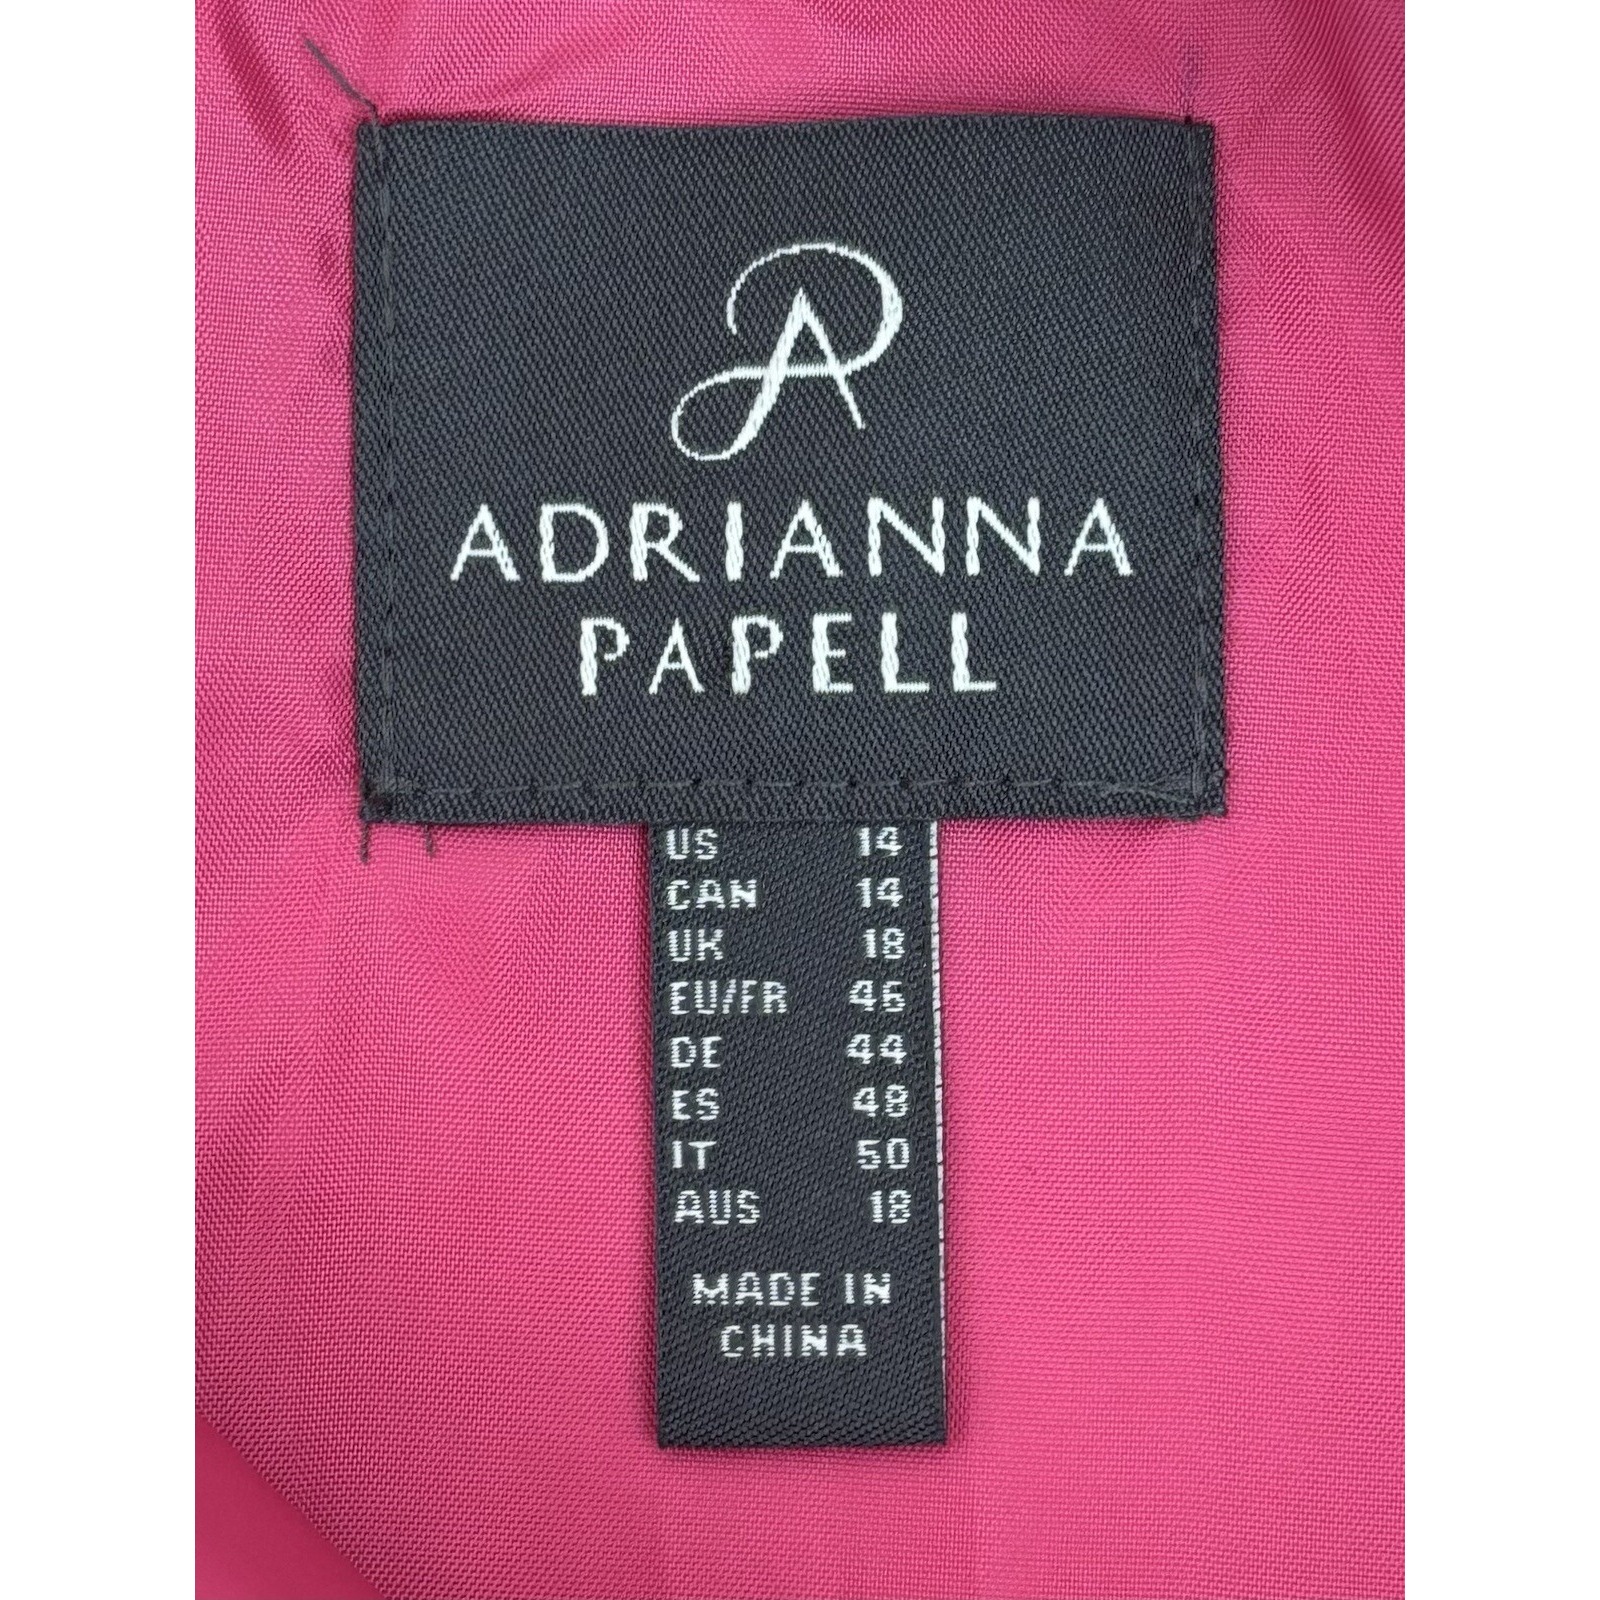 AP
ADRIANNA
PAPELL
US 14
CAN 14
UK 18
EU/FR 46
DE 44
ES 48
IT 50
AUS 18
MADE IN
CHINA